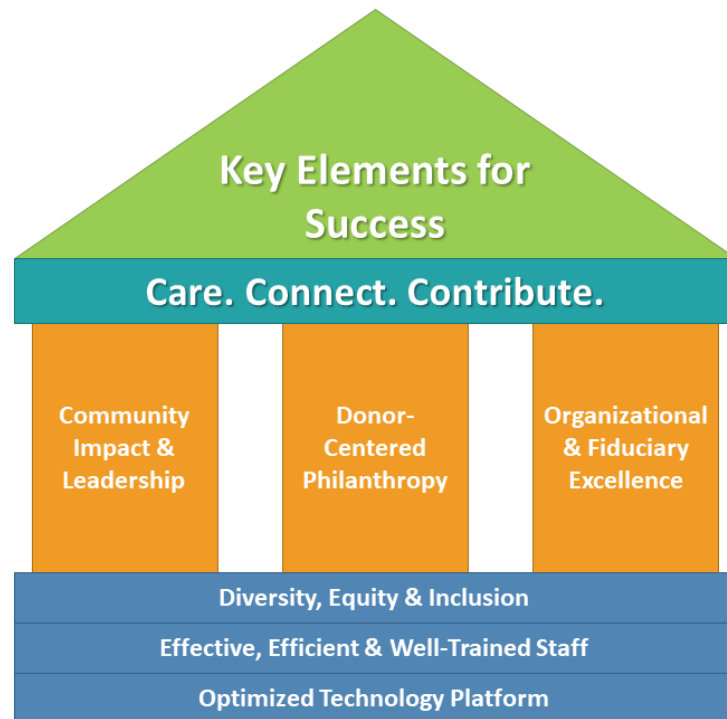 Key Elements for
Success
Care. Connect. Contribute.
Community
Impact &
Leadership
Donor-
Centered
Philanthropy
Organizational
& Fiduciary
Excellence
Diversity, Equity & Inclusion
Effective, Efficient & Well-Trained Staff
Optimized Technology Platform